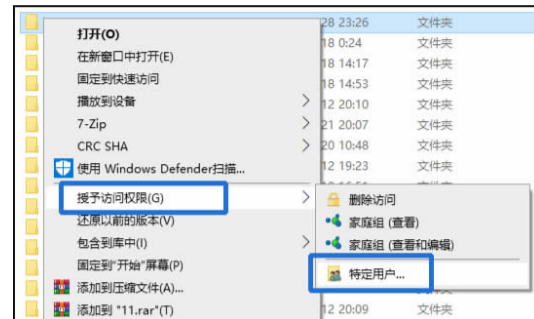 28 23:26 文件夹
打开(O)
18 0:24 文件夹
在新窗口中打开(E)
18 14:17 文件夹
固定到快速访问
18 14:53 文件夹
播放到设备
12 20:10 文件夹
7-Zip
21 20:07 文件夹
CRC SHA
20 10:48 文件夹
使用 Windows Defender扫描...
12 19:23 文件夹
授予访问权限(G)
删除访问
还原以前的版本(V)
家庭组 (查看)
包含到库中(I)
家庭组 (查看和编辑)
固定到"开始"屏幕(P)
特定用户...
添加到压缩文件(A)...
添加到 "11.rar"(T)
12 20:09 文件夹